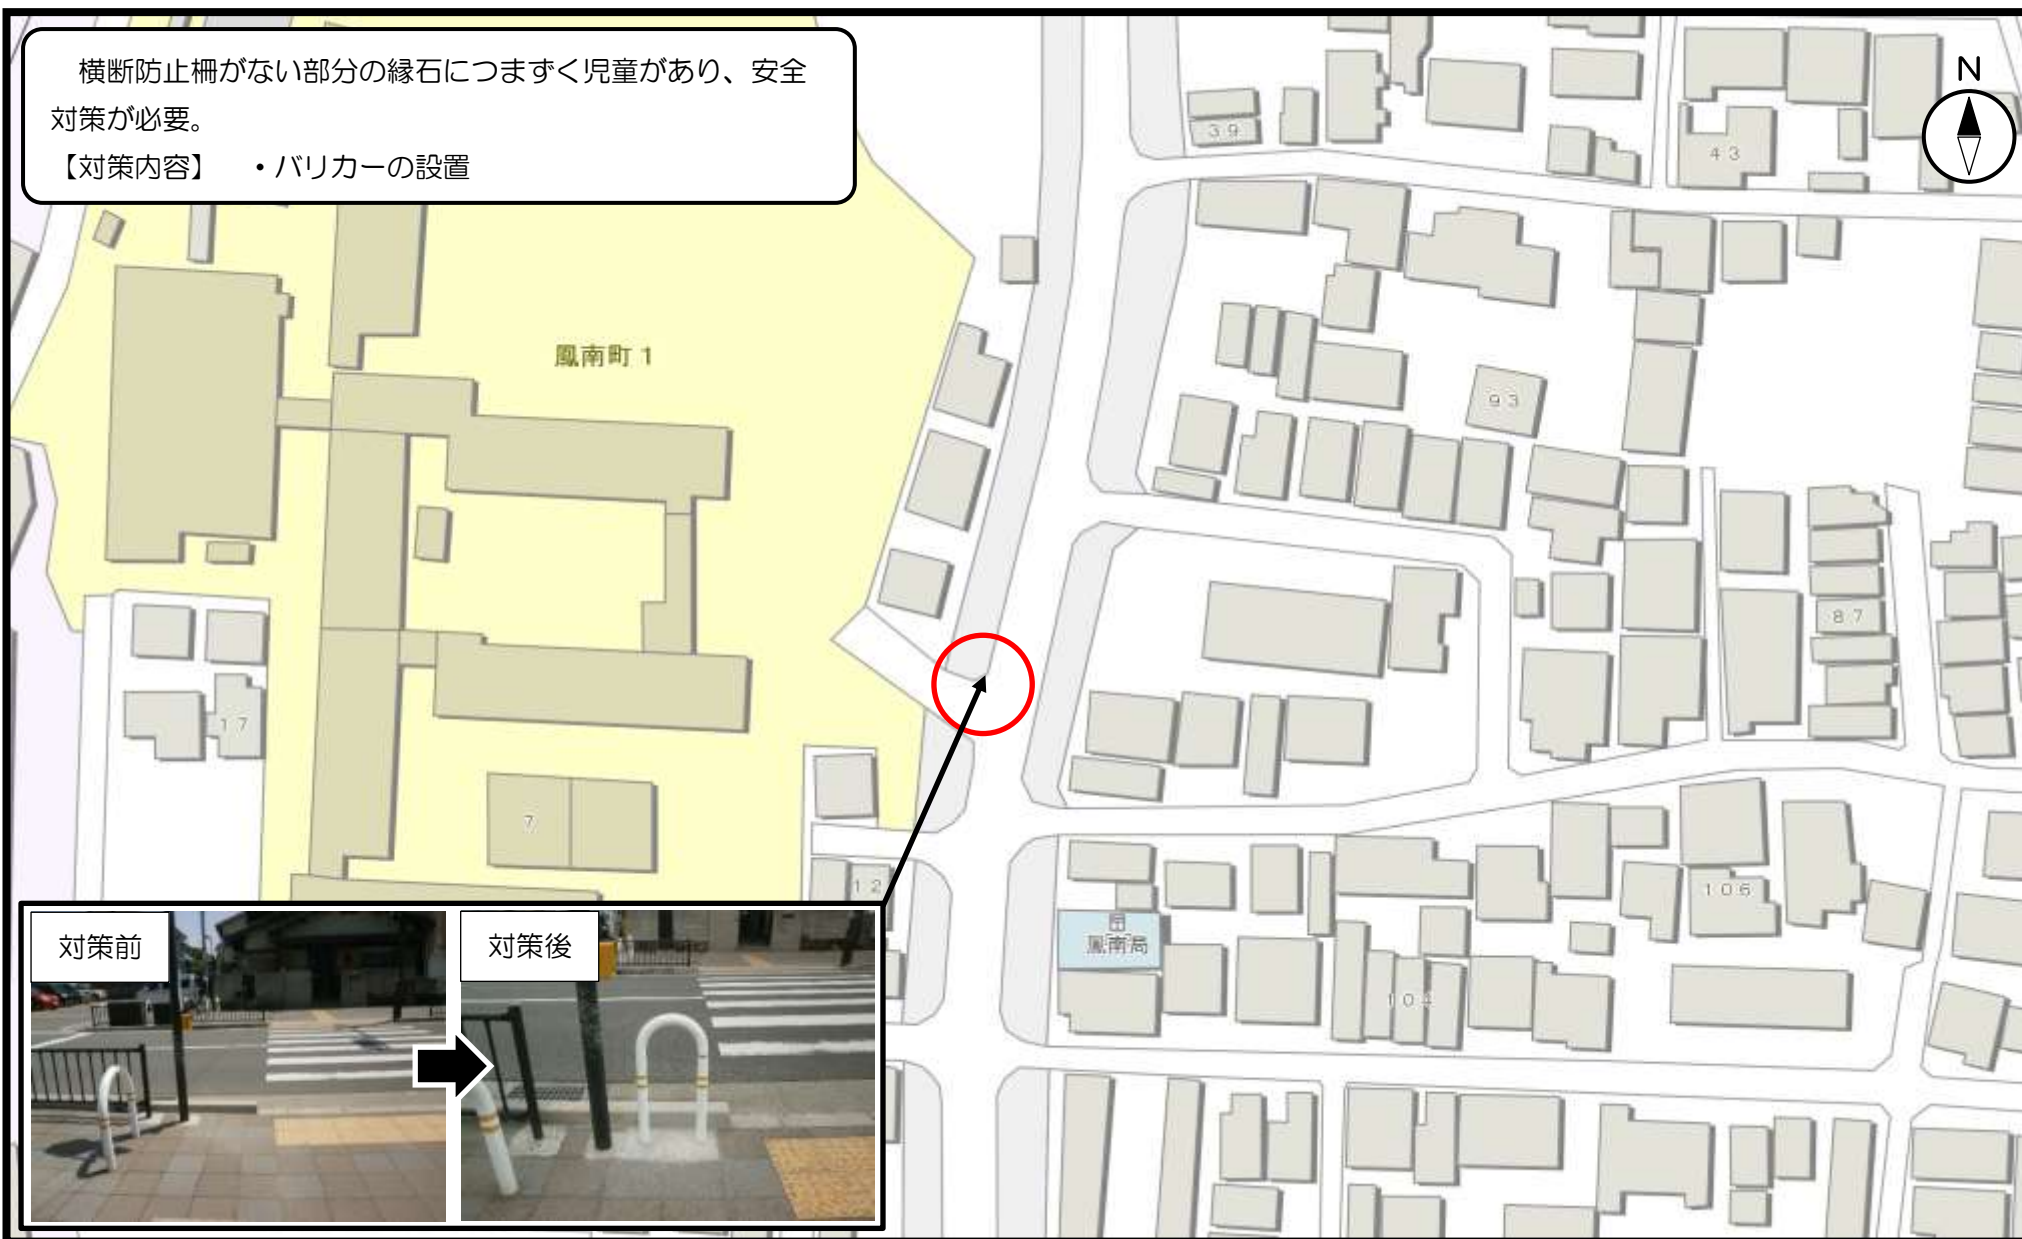 横断防止柵がない部分の縁石につまずく児童があり、安全
対策が必要。
【対策内容】　・バリカーの設置
N
39
43
鳳南町 1
93
87
17
7
12
106
鳳南局
104
対策前
対策後